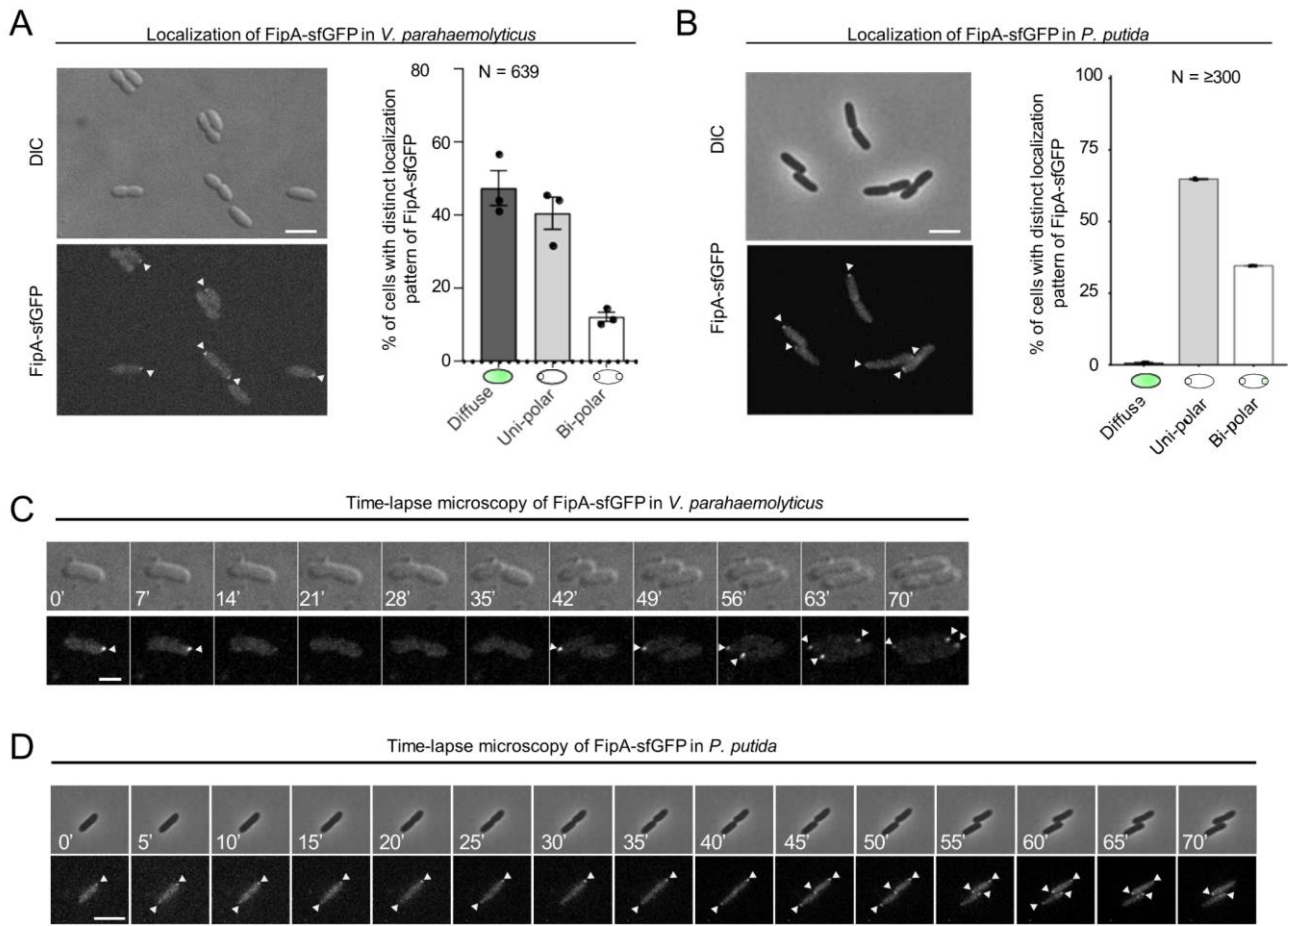 A
Localization of FipA-sfGFP in V. parahaemolyticus
DIC
FipA-sfGFP
% of cells with distinct localization
pattern of FipA-sfGFP
N = 639
80
60
40
20
0
Diffuse
Uni-polar
Bi-polar
B
Localization of FipA-sfGFP in P. putida
DIC
FipA-sfGFP
% of cells with distinct localization
pattern of FipA-sfGFP
N = ≥300
100
75
50
25
0
Diffuse
Uni-polar
Bi-polar
C
Time-lapse microscopy of FipA-sfGFP in V. parahaemolyticus
0’ 7’ 14’ 21’ 28’ 35’ 42’ 49’ 56’ 63’ 70’
D
Time-lapse microscopy of FipA-sfGFP in P. putida
0’ 5’ 10’ 15’ 20’ 25’ 30’ 35’ 40’ 45’ 50’ 55’ 60’ 65’ 70’